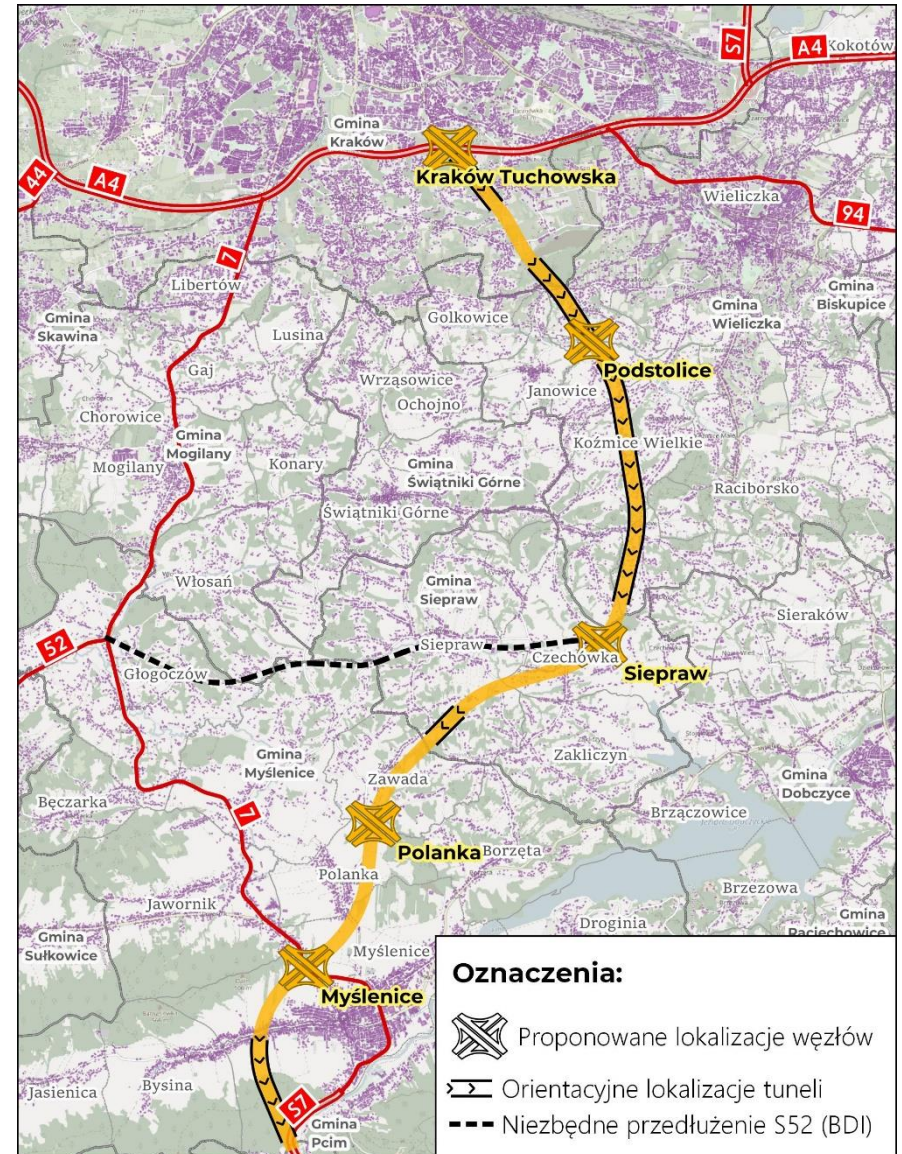 S7
A4
Kokotów
Gmina
Kraków
Kraków Tuchowska
44
A4
Wieliczka
94
7
Libertów
Gmina
Skawina
Lusina
Golkowice
Gmina
Wieliczka
Gmina
Biskupice
Gaj
Wrząsowice
Podstolice
Ochojno
Janowice
Chorowice
Gmina
Mogilany
Mogilany
Konary
Gmina
Świątniki Górne
Koźmice Wielkie
Raciborsko
Świątniki Górne
Włosań
Gmina
Siepraw
Sieraków
52
Siepraw
Czechówka
Głogoczów
Siepraw
Gmina
Myślenice
Zakliczyn
Zawada
Gmina
Dobczyce
Bęczarka
7
Brzączowice
Polanka
Borzęta
Polanka
Brzezowa
Jawornik
Droginia
Gmina
Raciechowice
Gmina
Sułkowice
Myślenice
Myślenice
Jasienica
Bysina
S7
Gmina
Pcim
Oznaczenia:
Proponowane lokalizacje węzłów
Orientacyjne lokalizacje tuneli
Niezbędne przedłużenie S52 (BDI)